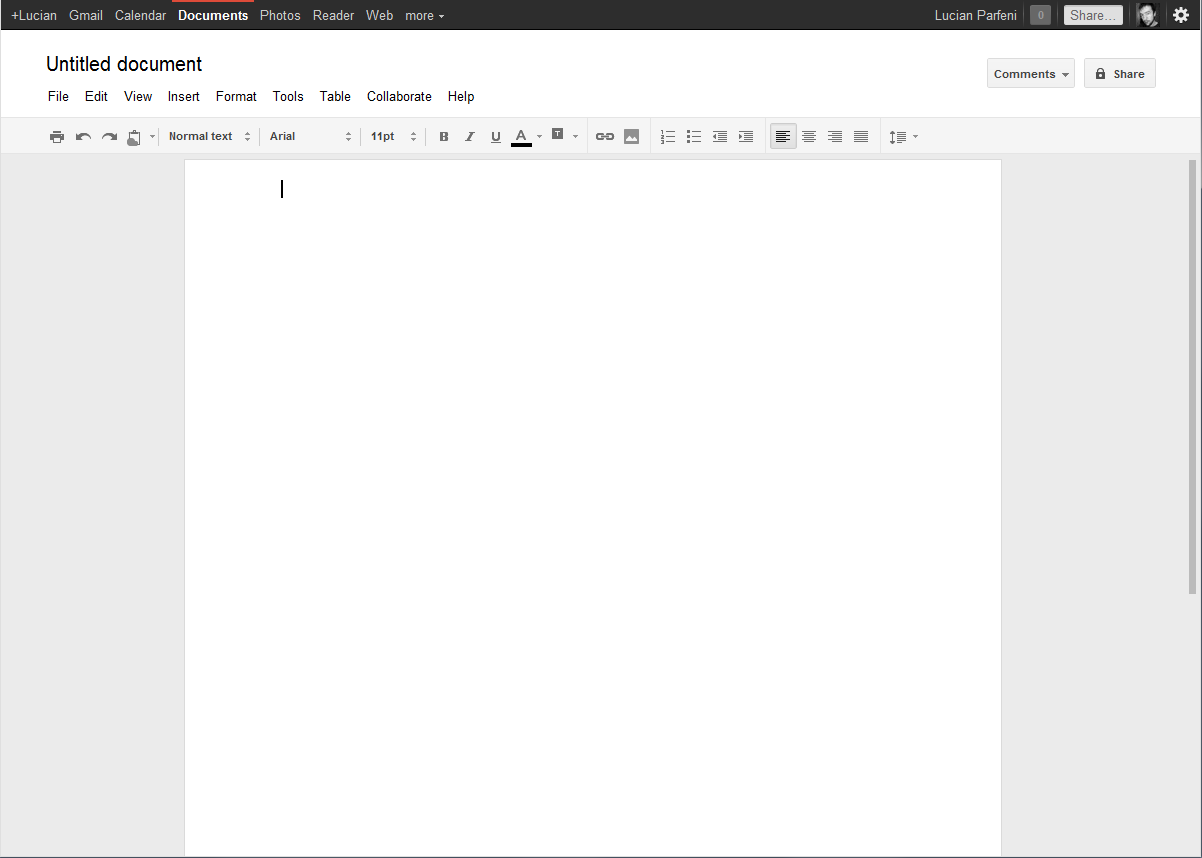 +Lucian Gmail Calendar Documents Photos Reader Web more Lucian Parfeni 0 Share...
Untitled document
Comments Share
File Edit View Insert Format Tools Table Collaborate Help
Normal text Arial 11pt B I U A T